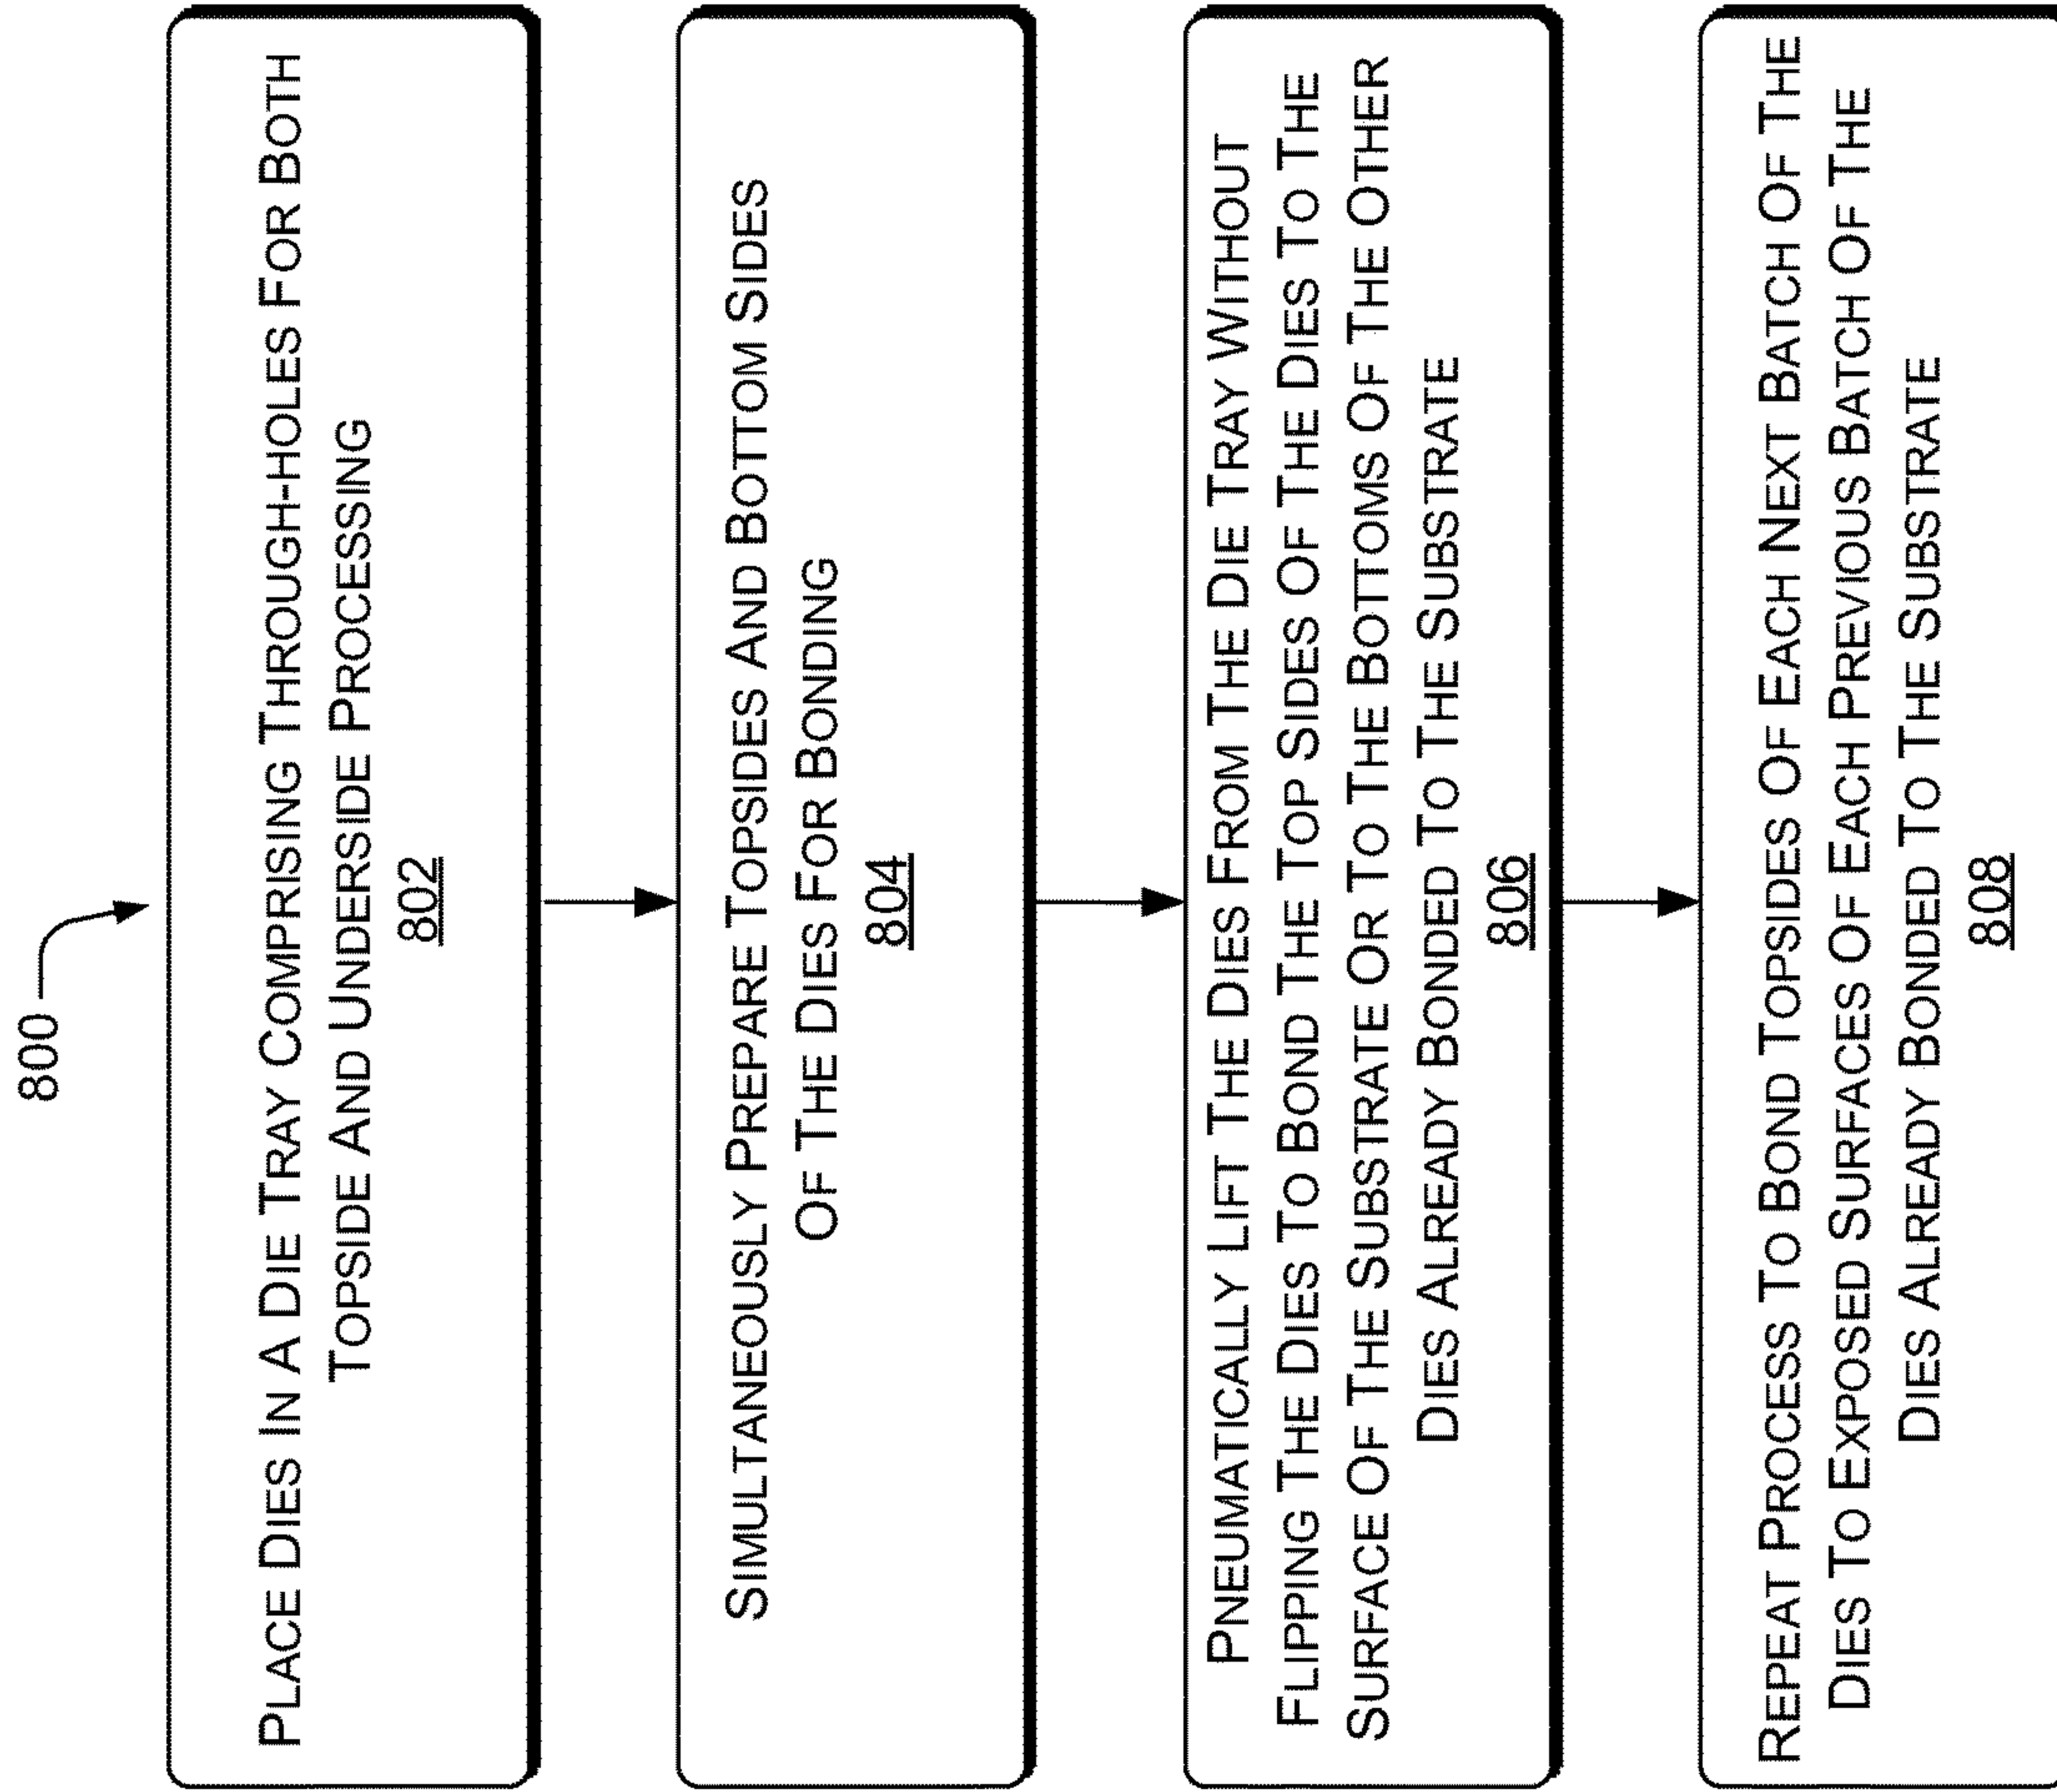 800
PLACE DIES IN A DIE TRAY COMPRISING THROUGH-HOLES FOR BOTH
TOPSIDE AND UNDERSIDE PROCESSING
802
SIMULTANEOUSLY PREPARE TOPSIDES AND BOTTOM SIDES
OF THE DIES FOR BONDING
804
PNEUMATICALLY LIFT THE DIES FROM THE DIE TRAY WITHOUT
FLIPPING THE DIES TO BOND THE TOP SIDES OF THE DIES TO THE
SURFACE OF THE SUBSTRATE OR TO THE BOTTOMS OF THE OTHER
DIES ALREADY BONDED TO THE SUBSTRATE
806
REPEAT PROCESS TO BOND TOPSIDES OF EACH NEXT BATCH OF THE
DIES TO EXPOSED SURFACES OF EACH PREVIOUS BATCH OF THE
DIES ALREADY BONDED TO THE SUBSTRATE
808